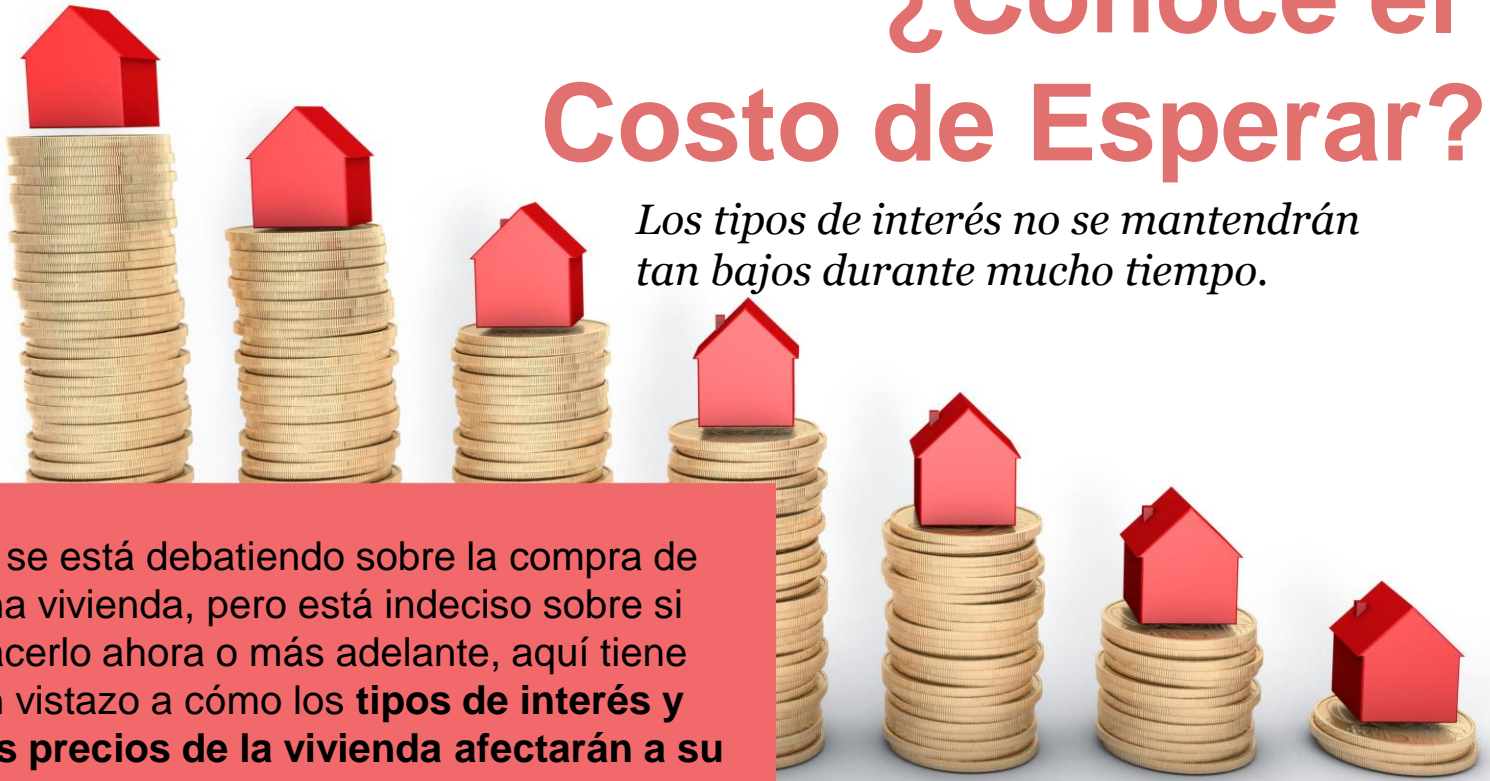 ¿Conoce el
Costo de Esperar?
Los tipos de interés no se mantendrán
tan bajos durante mucho tiempo.
se está debatiendo sobre la compra de
vivienda, pero está indeciso sobre si
ahora o más adelante, aquí tiene
vistazo a cómo los tipos de interés y
precios de la vivienda afectarán a su